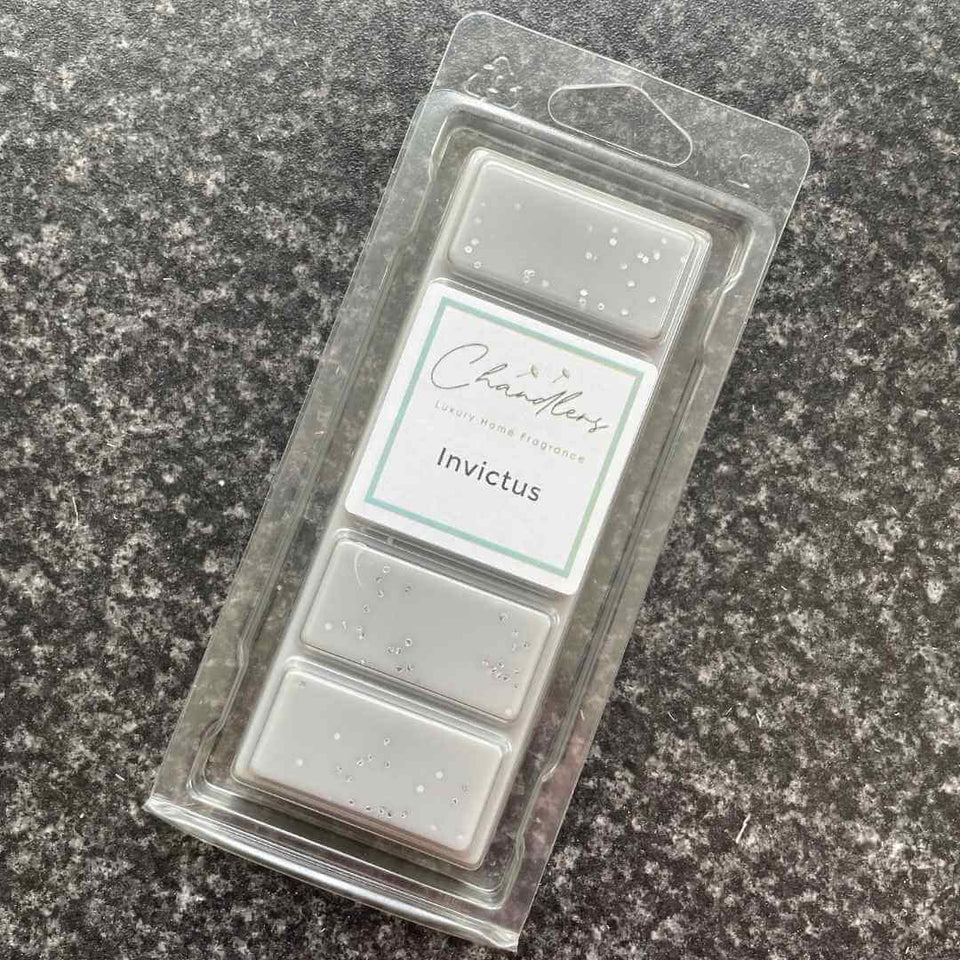 Chandlers
Luxury Home Fragrance
Invictus